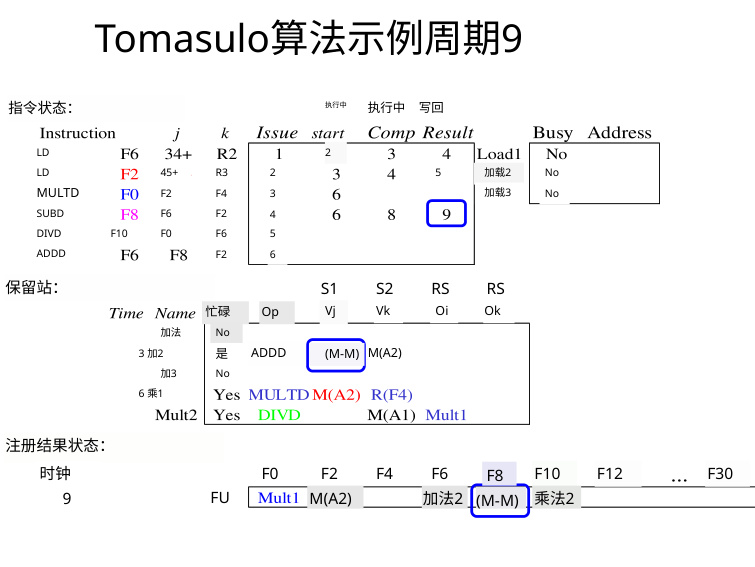 Tomasulo算法示例周期9
指令状态: 执行中 执行中 写回
Instruction j k Issue start Comp Result Busy Address
LD F6 34+ R2 1 2 3 4 Load1 No
LD F2 45+ R3 2 3 4 5 加载2 No
MULTD F0 F2 F4 3 6 加载3 No
SUBD F8 F6 F2 4 6 8 9
DIVD F10 F0 F6 5
ADDD F6 F8 F2 6
保留站: S1 S2 RS RS
Time Name 忙碌 Op Vj Vk Oi Ok
加法 No
3 加2 是 ADDD (M-M) M(A2)
加3 No
6 乘1 Yes MULTD M(A2) R(F4)
Mult2 Yes DIVD M(A1) Mult1
注册结果状态:
时钟 F0 F2 F4 F6 F8 F10 F12 ... F30
9 FU Mult1 M(A2) 加法2 (M-M) 乘法2